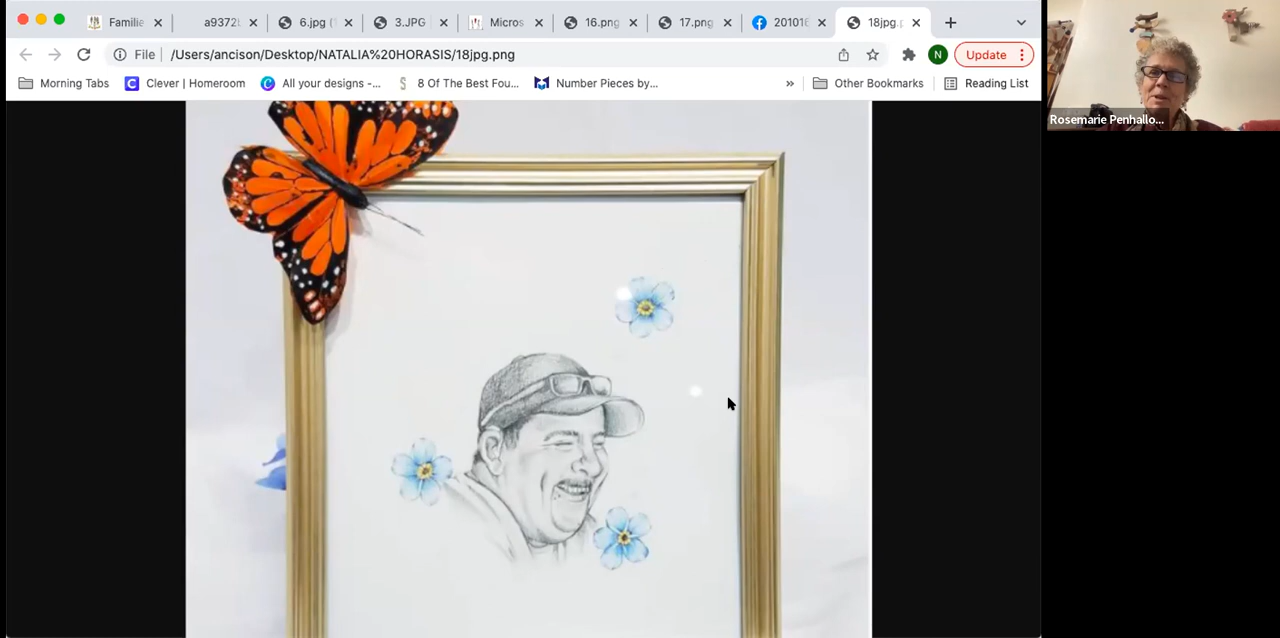 Familie
a9372b
6.jpg (
3.JPG
Micros
16.png
17.png
201018
18jpg.p
File /Users/ancison/Desktop/NATALIA%20HORASIS/18jpg.png
N
Update
Morning Tabs
Clever | Homeroom
All your designs -...
8 Of The Best Fou...
Number Pieces by...
»
Other Bookmarks
Reading List
Rosemarie Penhallo...